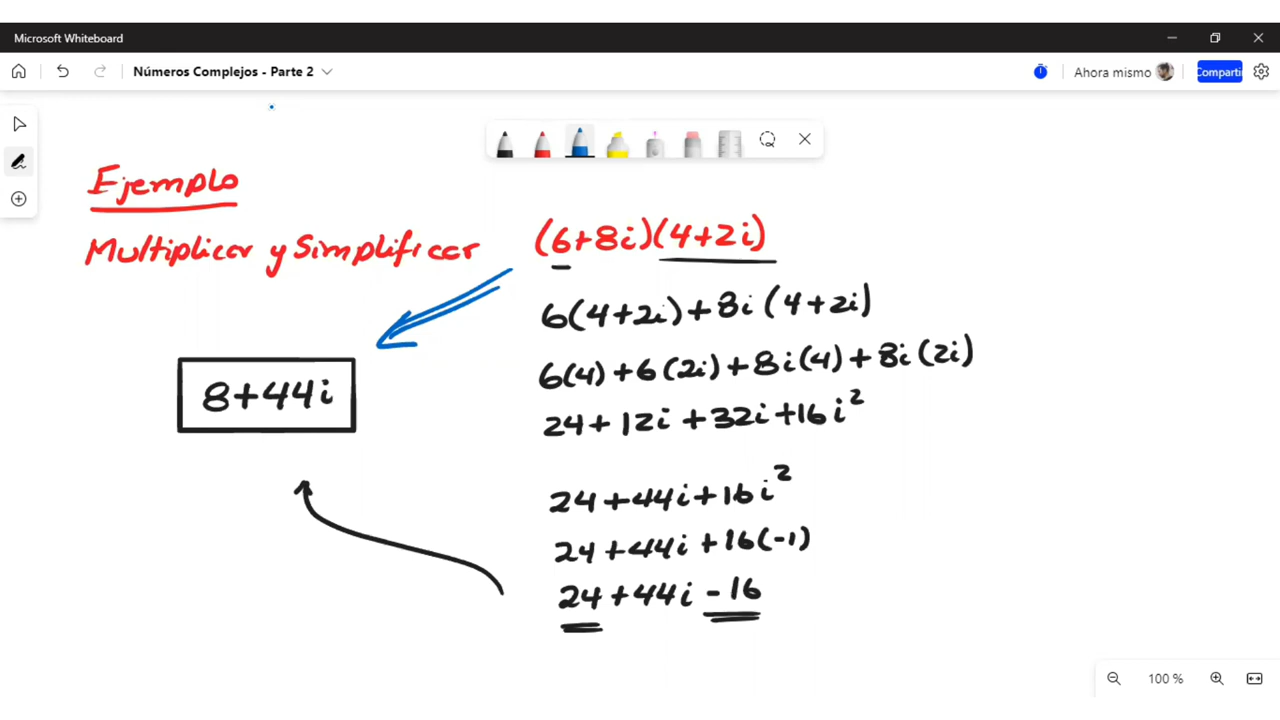 Microsoft Whiteboard
Números Complejos - Parte 2
Ahora mismo
Comparti
Ejemplo
Multiplicar y Simplificar
(6+8i)(4+2i)
6(4+2i)+8i(4+2i)
6(4)+6(2i)+8i(4)+8i(2i)
24+12i+32i+16i²
8+44i
24+44i+16i²
24+44i+16(-1)
24+44i-16
100 %